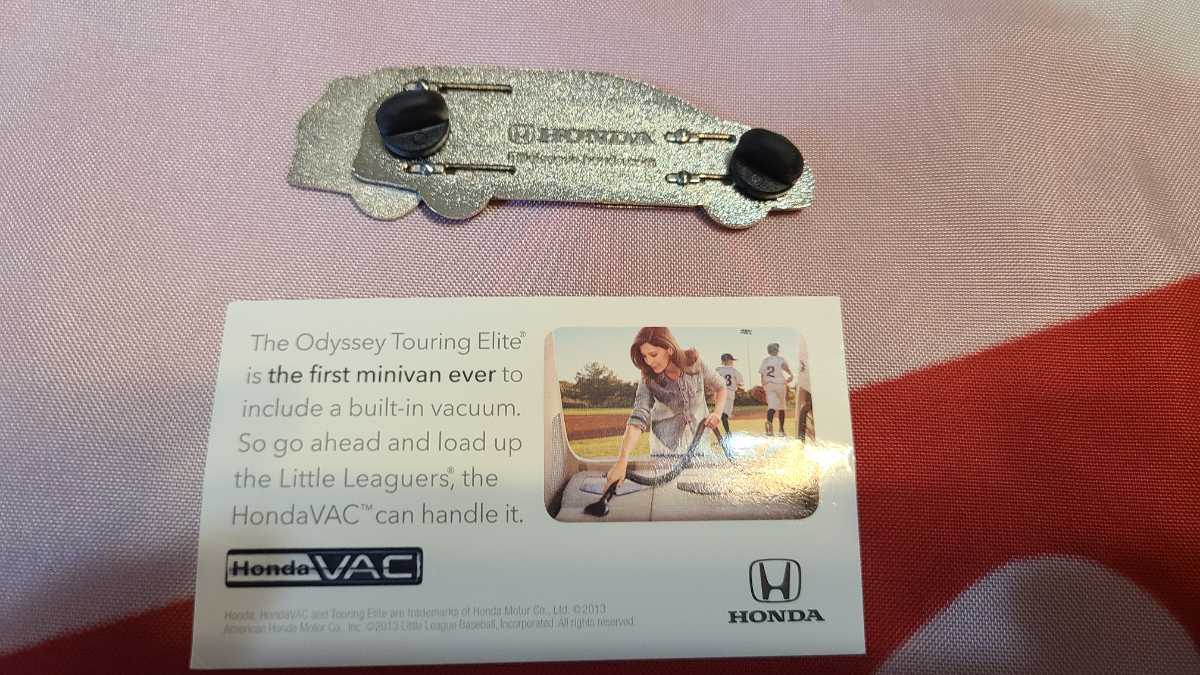 HONDA
The Odyssey Touring Elite®
is the first minivan ever to
include a built-in vacuum.
So go ahead and load up
the Little Leaguers®, the
HondaVAC™ can handle it.
3
2
Honda VAC
HONDA
Honda, HondaVAC and Touring Elite are trademarks of Honda Motor Co., Ltd. ©2013
American Honda Motor Co., Inc. ©2013 Little League Baseball, Incorporated. All rights reserved.